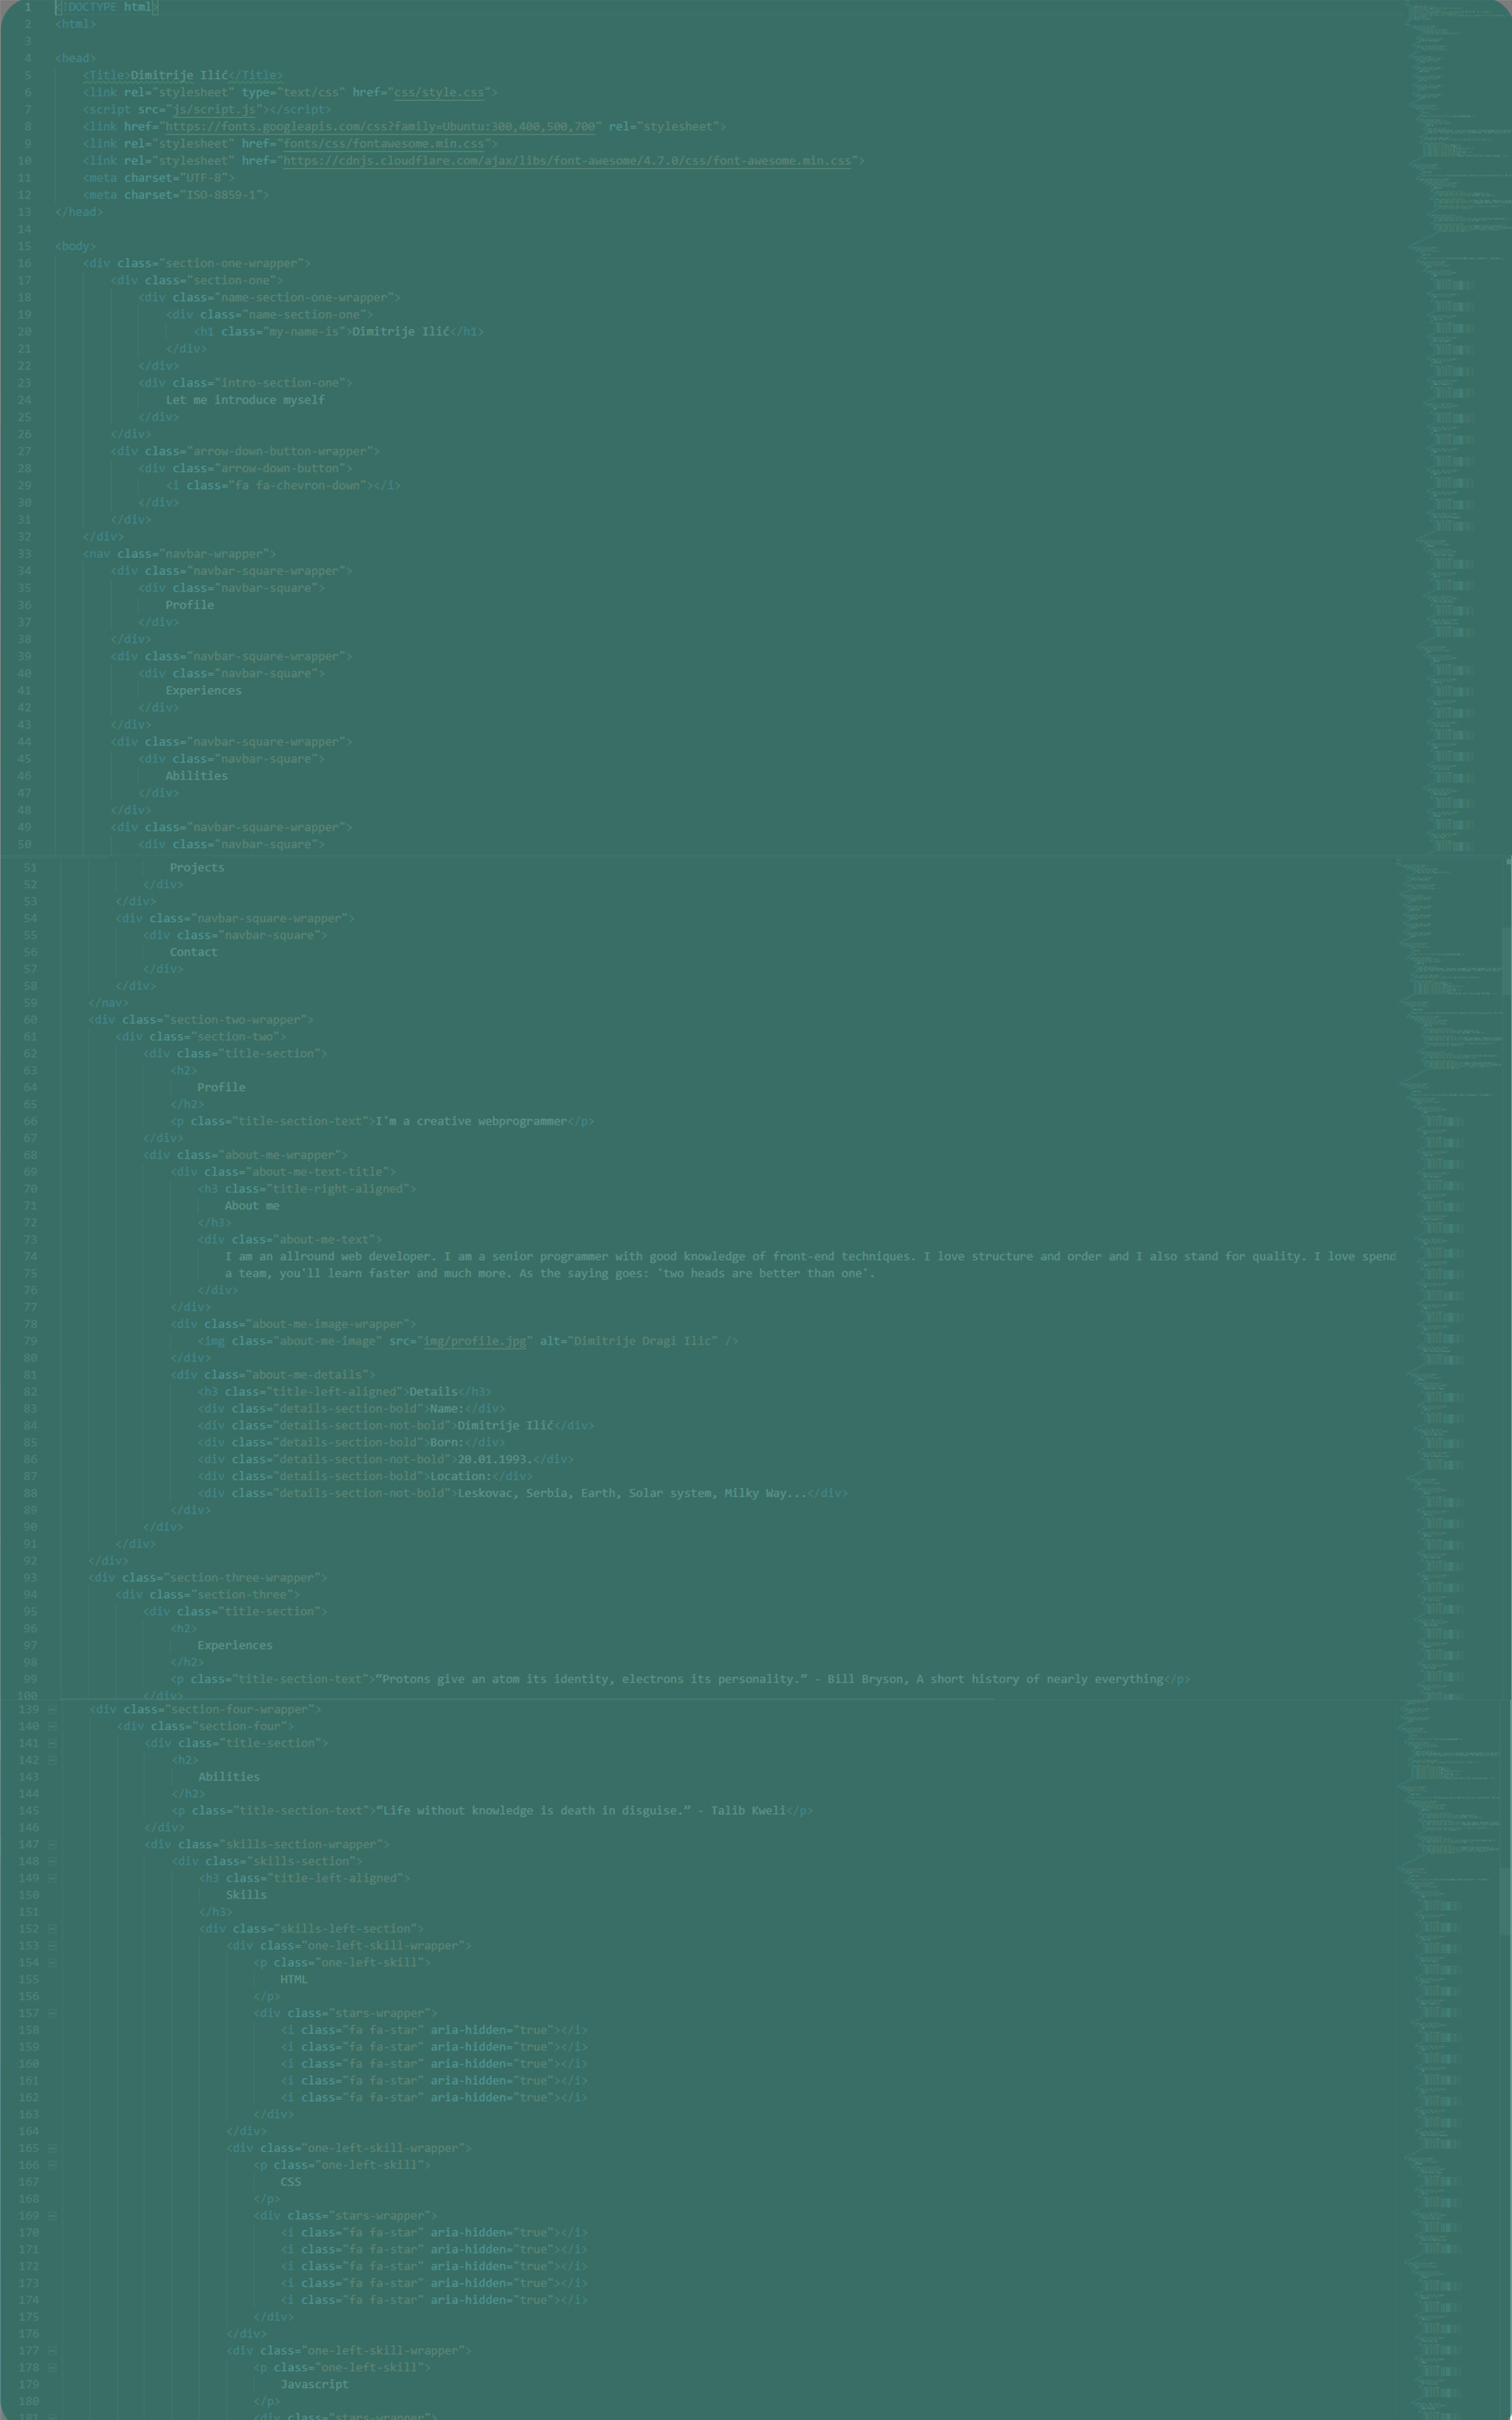 1 <!DOCTYPE html>
2 <html>
3
4 <head>
5 <Title>Dimitrije Ilić</Title>
6 <link rel="stylesheet" type="text/css" href="css/style.css">
7 <script src="js/script.js"></script>
8 <link href="https://fonts.googleapis.com/css?family=Ubuntu:300,400,500,700" rel="stylesheet">
9 <link rel="stylesheet" href="fonts/css/fontawesome.min.css">
10 <link rel="stylesheet" href="https://cdnjs.cloudflare.com/ajax/libs/font-awesome/4.7.0/css/font-awesome.min.css">
11 <meta charset="UTF-8">
12 <meta charset="ISO-8859-1">
13 </head>
14
15 <body>
16 <div class="section-one-wrapper">
17 <div class="section-one">
18 <div class="name-section-one-wrapper">
19 <div class="name-section-one">
20 <h1 class="my-name-is">Dimitrije Ilić</h1>
21 </div>
22 </div>
23 <div class="intro-section-one">
24 Let me introduce myself
25 </div>
26 </div>
27 <div class="arrow-down-button-wrapper">
28 <div class="arrow-down-button">
29 <i class="fa fa-chevron-down"></i>
30 </div>
31 </div>
32 </div>
33 <nav class="navbar-wrapper">
34 <div class="navbar-square-wrapper">
35 <div class="navbar-square">
36 Profile
37 </div>
38 </div>
39 <div class="navbar-square-wrapper">
40 <div class="navbar-square">
41 Experiences
42 </div>
43 </div>
44 <div class="navbar-square-wrapper">
45 <div class="navbar-square">
46 Abilities
47 </div>
48 </div>
49 <div class="navbar-square-wrapper">
50 <div class="navbar-square">
51 Projects
52 </div>
53 </div>
54 <div class="navbar-square-wrapper">
55 <div class="navbar-square">
56 Contact
57 </div>
58 </div>
59 </nav>
60 <div class="section-two-wrapper">
61 <div class="section-two">
62 <div class="title-section">
63 <h2>
64 Profile
65 </h2>
66 <p class="title-section-text">I'm a creative webprogrammer</p>
67 </div>
68 <div class="about-me-wrapper">
69 <div class="about-me-text-title">
70 <h3 class="title-right-aligned">
71 About me
72 </h3>
73 <div class="about-me-text">
74 I am an allround web developer. I am a senior programmer with good knowledge of front-end techniques. I love structure and order and I also stand for quality. I love spend
75 a team, you'll learn faster and much more. As the saying goes: 'two heads are better than one'.
76 </div>
77 </div>
78 <div class="about-me-image-wrapper">
79 <img class="about-me-image" src="img/profile.jpg" alt="Dimitrije Dragi Ilic" />
80 </div>
81 <div class="about-me-details">
82 <h3 class="title-left-aligned">Details</h3>
83 <div class="details-section-bold">Name:</div>
84 <div class="details-section-not-bold">Dimitrije Ilić</div>
85 <div class="details-section-bold">Born:</div>
86 <div class="details-section-not-bold">20.01.1993.</div>
87 <div class="details-section-bold">Location:</div>
88 <div class="details-section-not-bold">Leskovac, Serbia, Earth, Solar system, Milky Way...</div>
89 </div>
90 </div>
91 </div>
92 </div>
93 <div class="section-three-wrapper">
94 <div class="section-three">
95 <div class="title-section">
96 <h2>
97 Experiences
98 </h2>
99 <p class="title-section-text">“Protons give an atom its identity, electrons its personality.” - Bill Bryson, A short history of nearly everything</p>
100 </div>
139 <div class="section-four-wrapper">
140 <div class="section-four">
141 <div class="title-section">
142 <h2>
143 Abilities
144 </h2>
145 <p class="title-section-text">“Life without knowledge is death in disguise.” - Talib Kweli</p>
146 </div>
147 <div class="skills-section-wrapper">
148 <div class="skills-section">
149 <h3 class="title-left-aligned">
150 Skills
151 </h3>
152 <div class="skills-left-section">
153 <div class="one-left-skill-wrapper">
154 <p class="one-left-skill">
155 HTML
156 </p>
157 <div class="stars-wrapper">
158 <i class="fa fa-star" aria-hidden="true"></i>
159 <i class="fa fa-star" aria-hidden="true"></i>
160 <i class="fa fa-star" aria-hidden="true"></i>
161 <i class="fa fa-star" aria-hidden="true"></i>
162 <i class="fa fa-star" aria-hidden="true"></i>
163 </div>
164 </div>
165 <div class="one-left-skill-wrapper">
166 <p class="one-left-skill">
167 CSS
168 </p>
169 <div class="stars-wrapper">
170 <i class="fa fa-star" aria-hidden="true"></i>
171 <i class="fa fa-star" aria-hidden="true"></i>
172 <i class="fa fa-star" aria-hidden="true"></i>
173 <i class="fa fa-star" aria-hidden="true"></i>
174 <i class="fa fa-star" aria-hidden="true"></i>
175 </div>
176 </div>
177 <div class="one-left-skill-wrapper">
178 <p class="one-left-skill">
179 Javascript
180 </p>
181 <div class="stars-wrapper">